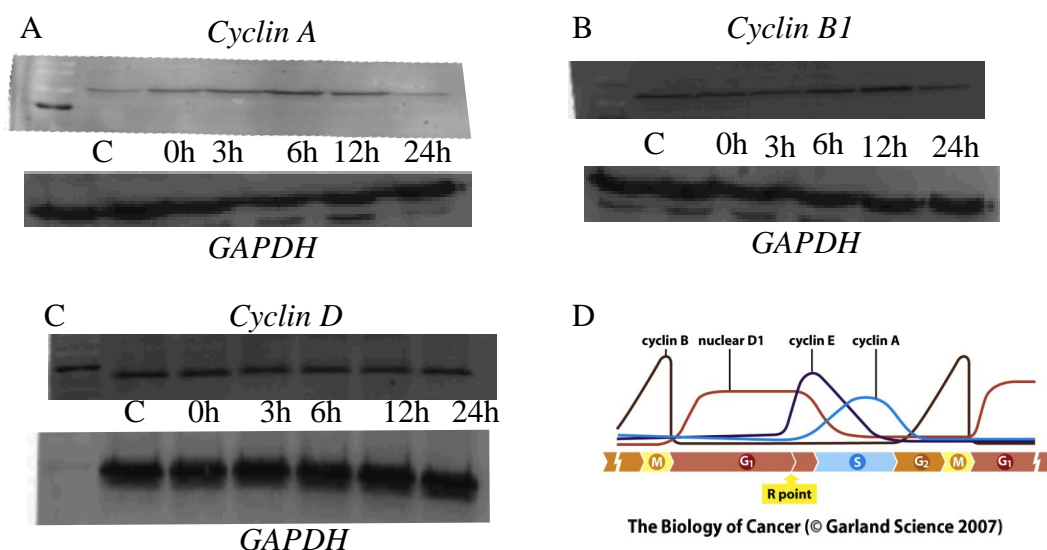 A
Cyclin A
C 0h 3h 6h 12h 24h
GAPDH
B
Cyclin B1
C 0h 3h 6h 12h 24h
GAPDH
C
Cyclin D
C 0h 3h 6h 12h 24h
GAPDH
D
cyclin B nuclear D1 cyclin E cyclin A
M G1 S G2 M G1
R point
The Biology of Cancer (© Garland Science 2007)